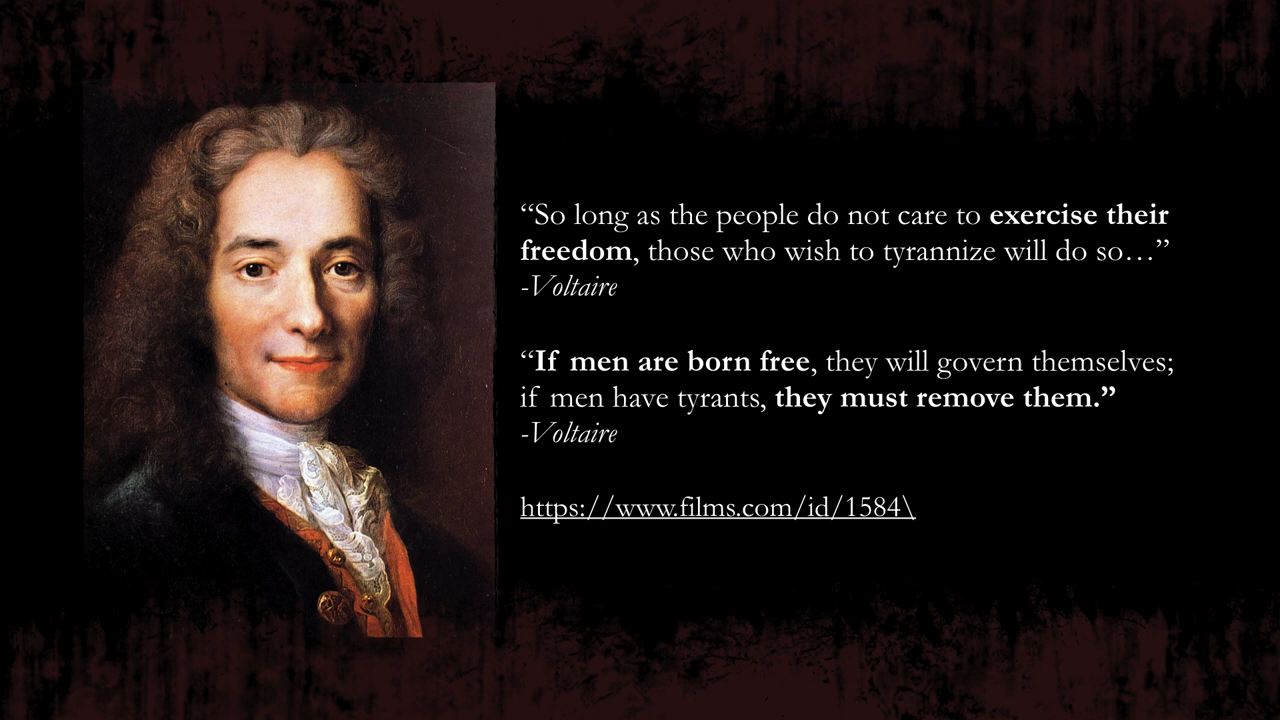 “So long as the people do not care to exercise their
freedom, those who wish to tyrannize will do so…”
-Voltaire
“If men are born free, they will govern themselves;
if men have tyrants, they must remove them.”
-Voltaire
https://www.films.com/id/1584\